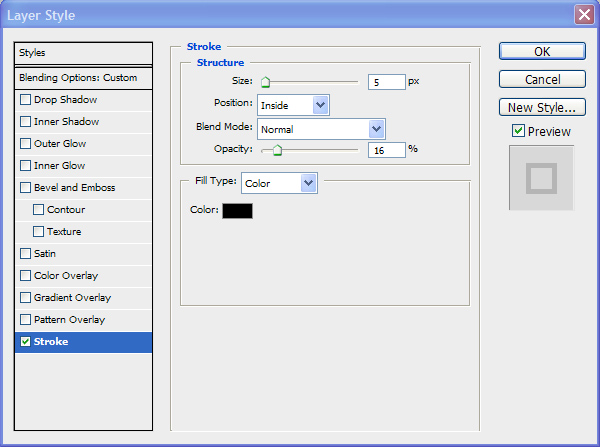 Layer Style
Styles
Blending Options: Custom
Drop Shadow
Inner Shadow
Outer Glow
Inner Glow
Bevel and Emboss
Contour
Texture
Satin
Color Overlay
Gradient Overlay
Pattern Overlay
Stroke
Stroke
Structure
Size: 5 px
Position: Inside
Blend Mode: Normal
Opacity: 16 %
Fill Type: Color
Color:
OK
Cancel
New Style...
Preview